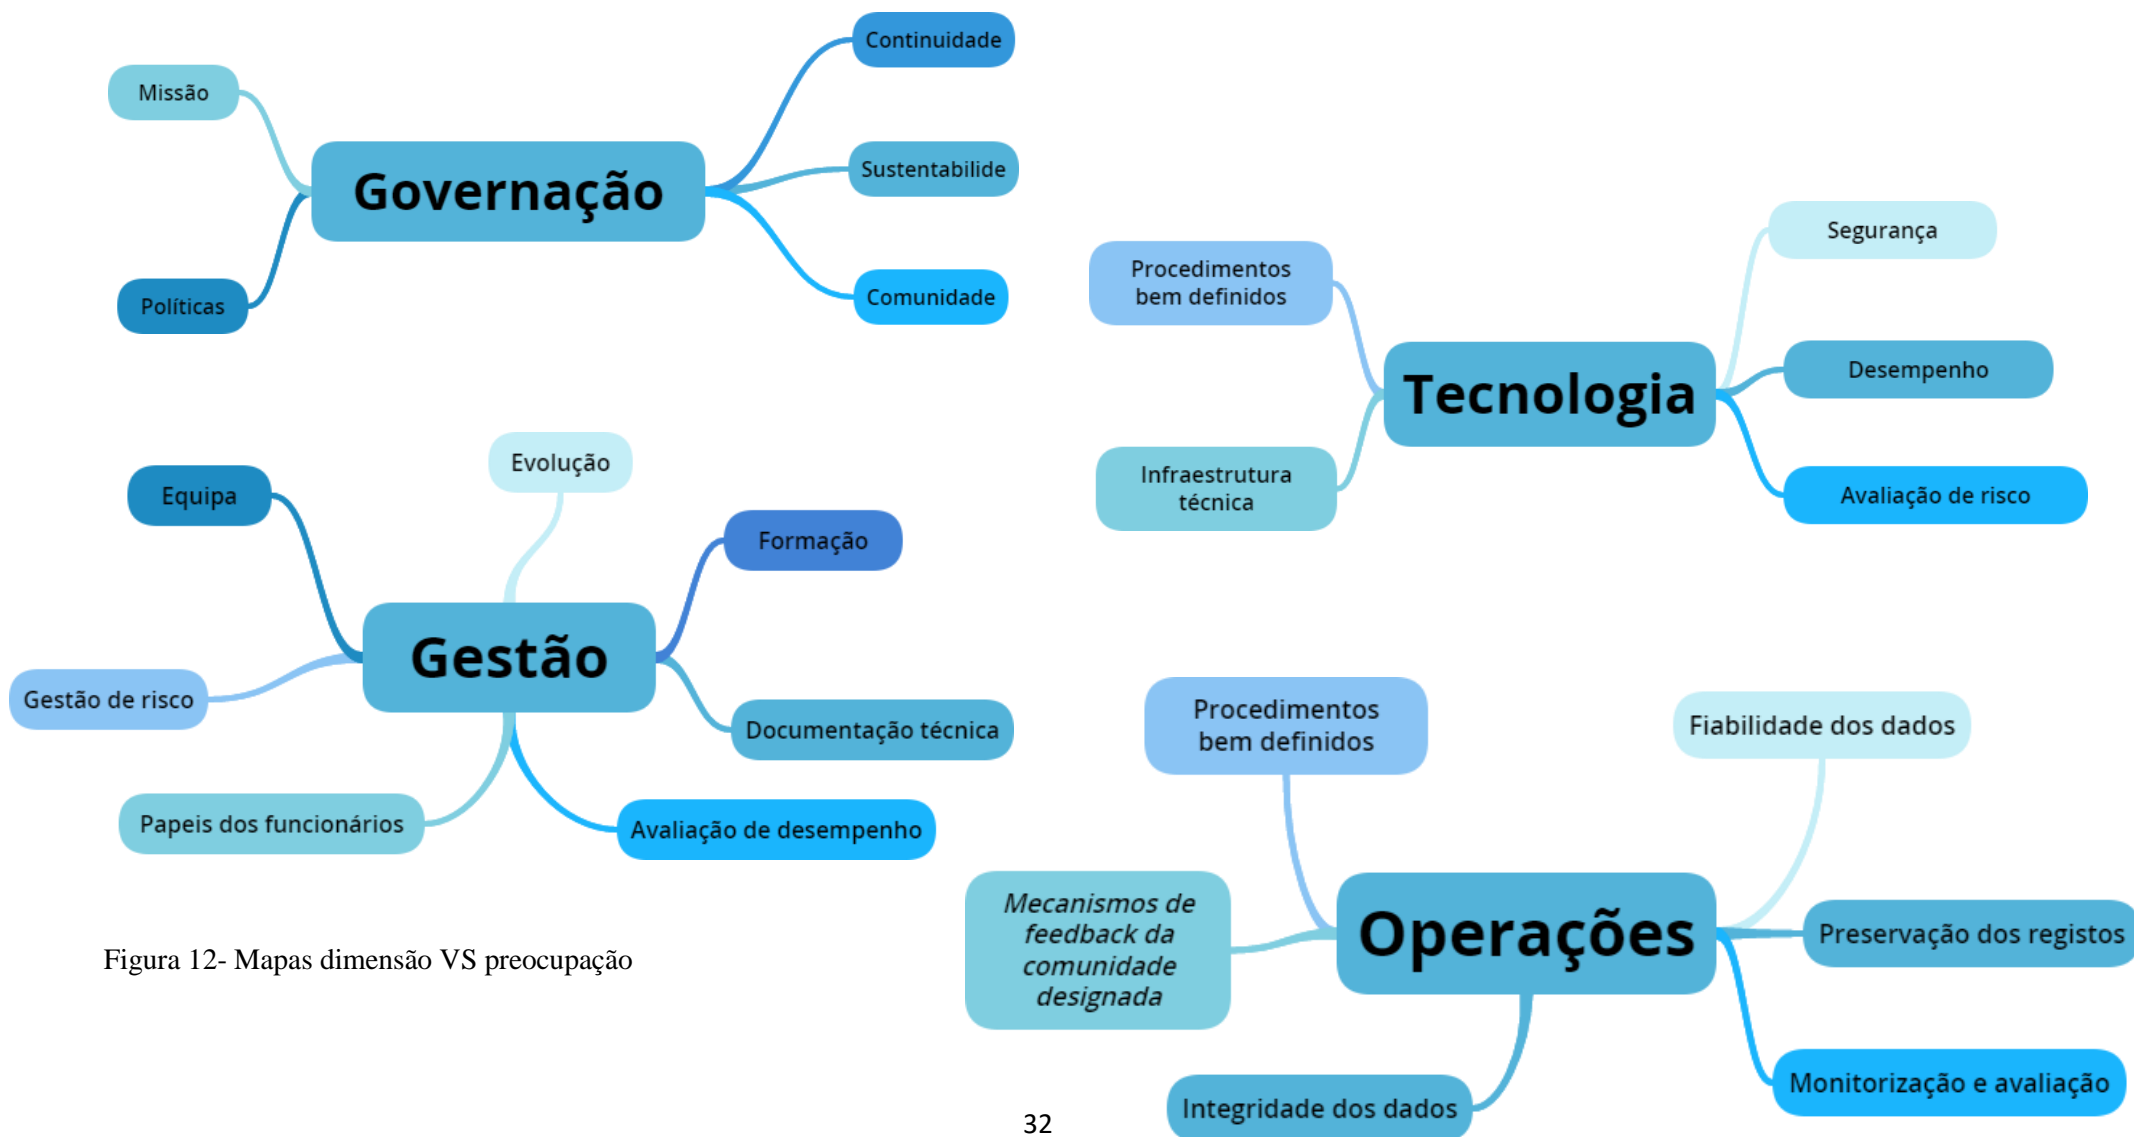 Continuidade
Missão
Sustentabilide
Governação
Políticas
Comunidade
Segurança
Procedimentos
bem definidos
Desempenho
Tecnologia
Infraestrutura
técnica
Avaliação de risco
Evolução
Equipa
Formação
Gestão
Gestão de risco
Documentação técnica
Papeis dos funcionários
Avaliação de desempenho
Procedimentos
bem definidos
Fiabilidade dos dados
Mecanismos de
feedback da
comunidade
designada
Operações
Preservação dos registos
Monitorização e avaliação
Integridade dos dados
Figura 12- Mapas dimensão VS preocupação
32